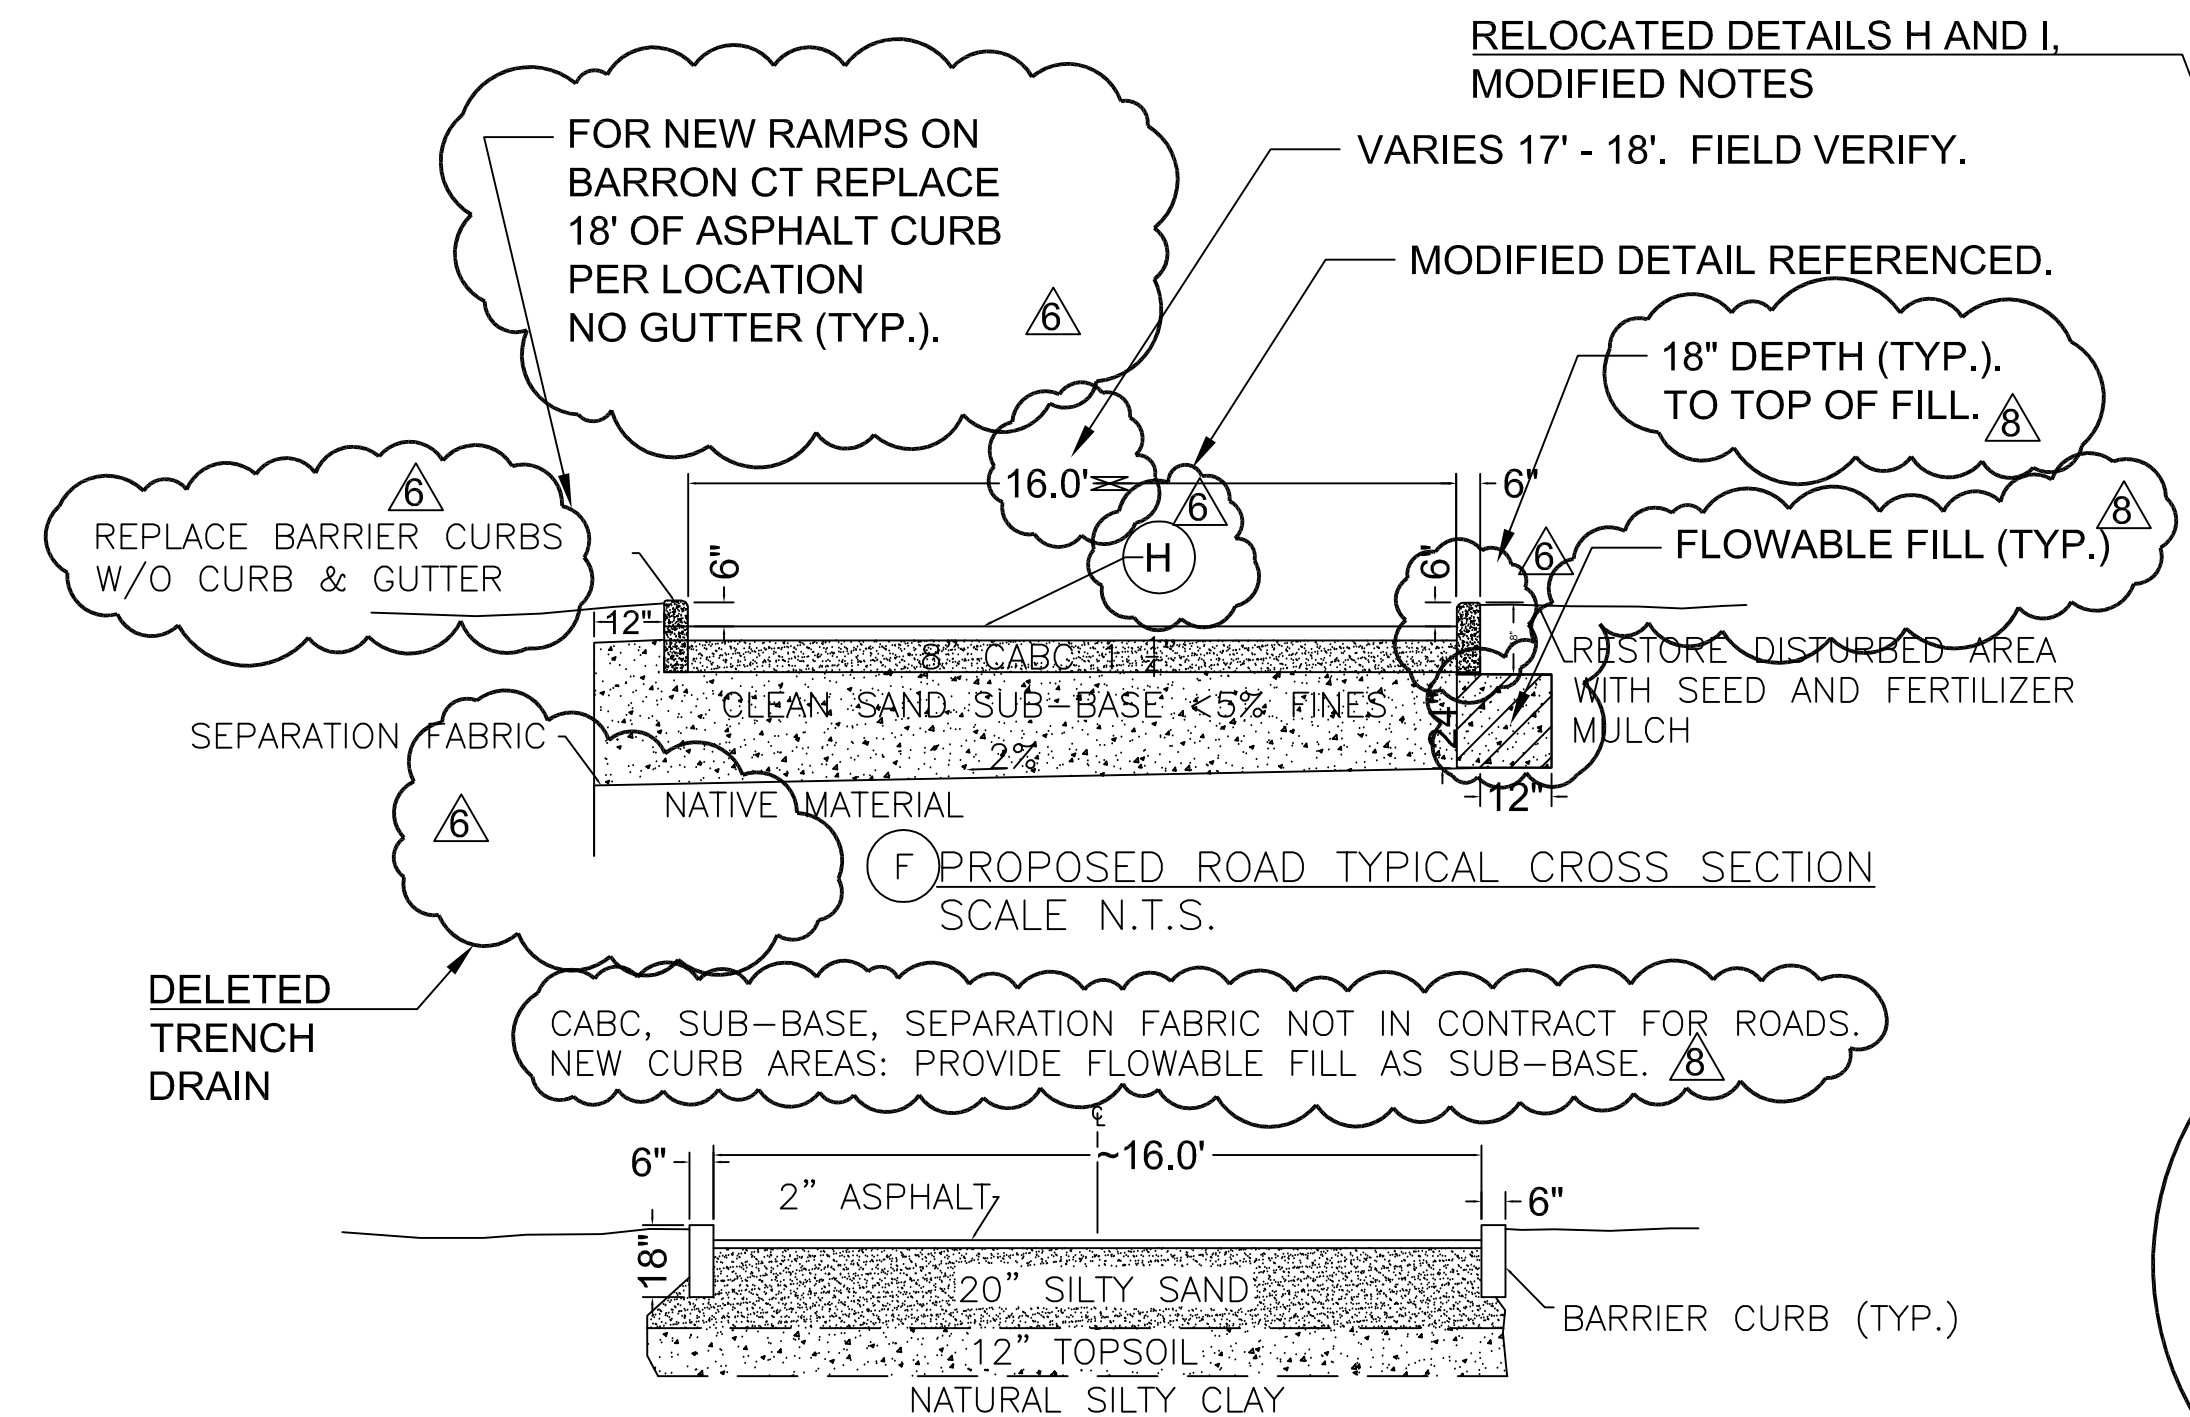 RELOCATED DETAILS H AND I,
MODIFIED NOTES
FOR NEW RAMPS ON
BARRON CT REPLACE
18' OF ASPHALT CURB
PER LOCATION
NO GUTTER (TYP.).
6
VARIES 17' - 18'.  FIELD VERIFY.
MODIFIED DETAIL REFERENCED.
18" DEPTH (TYP.).
TO TOP OF FILL.
8
6
REPLACE BARRIER CURBS
W/O CURB & GUTTER
16.0'
6
6"
H
6"
6"
6
8
FLOWABLE FILL (TYP.)
12"
8" CABC 1 1/4"
CLEAN SAND SUB-BASE <5% FINES
2%
24"
12"
RESTORE DISTURBED AREA
WITH SEED AND FERTILIZER
MULCH
SEPARATION FABRIC
6
NATIVE MATERIAL
F PROPOSED ROAD TYPICAL CROSS SECTION
SCALE N.T.S.
DELETED
TRENCH
DRAIN
CABC, SUB-BASE, SEPARATION FABRIC NOT IN CONTRACT FOR ROADS.
NEW CURB AREAS: PROVIDE FLOWABLE FILL AS SUB-BASE.
8
℄
6"
~16.0'
2" ASPHALT
6"
18"
20" SILTY SAND
BARRIER CURB (TYP.)
12" TOPSOIL
NATURAL SILTY CLAY